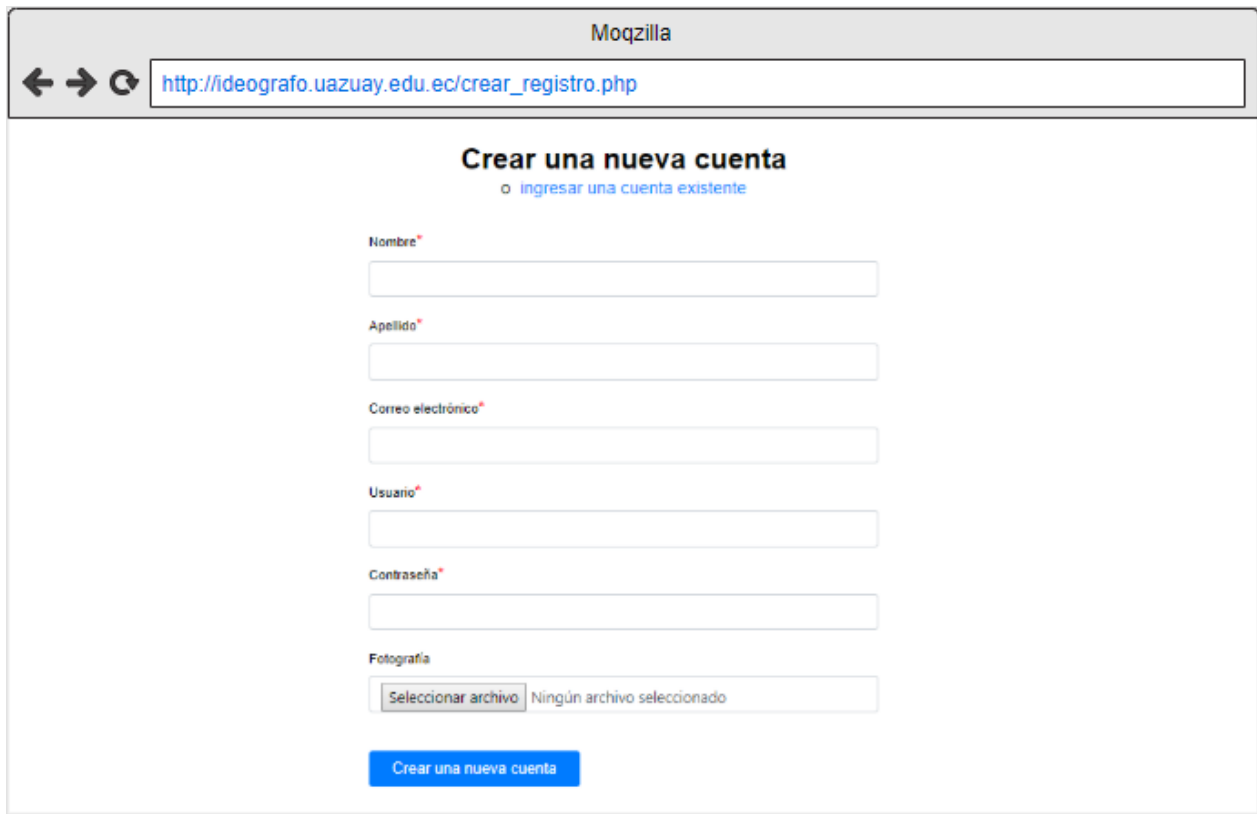 Moqzilla
http://ideografo.uazuay.edu.ec/crear_registro.php
Crear una nueva cuenta
o ingresar una cuenta existente
Nombre*
Apellido*
Correo electrónico*
Usuario*
Contraseña*
Fotografía
Seleccionar archivo Ningún archivo seleccionado
Crear una nueva cuenta